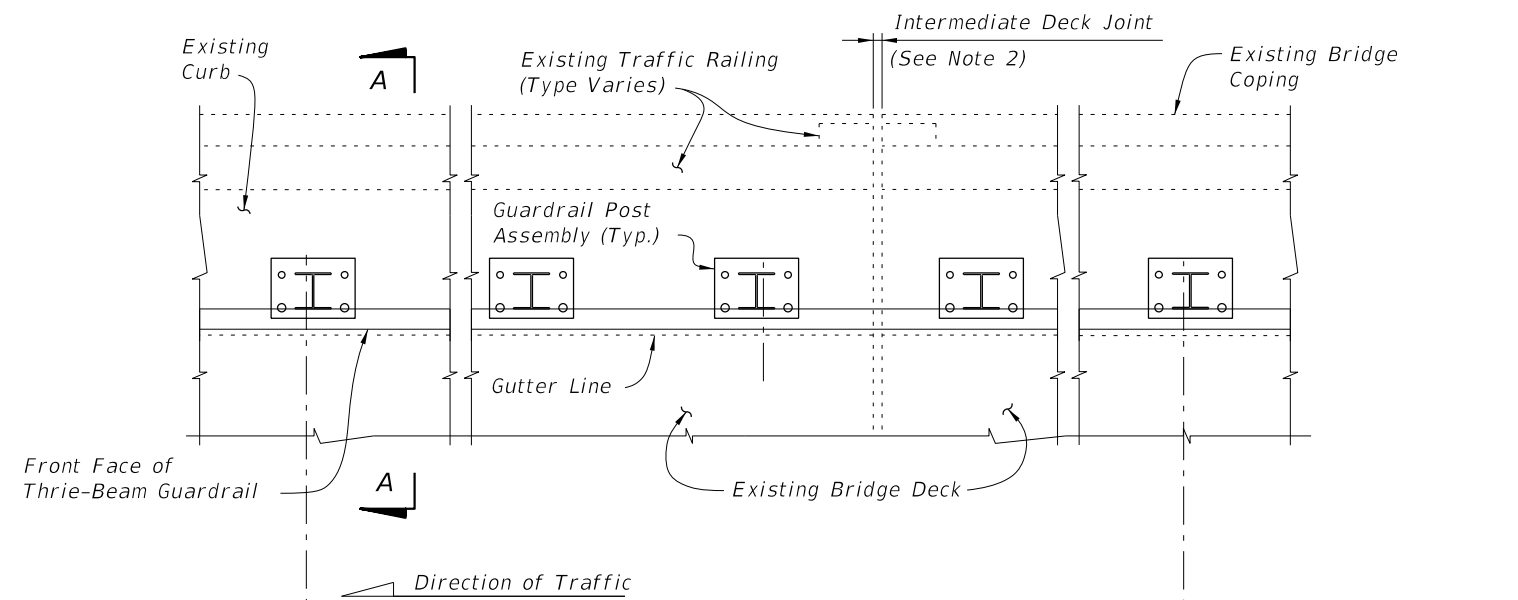 Intermediate Deck Joint
(See Note 2)
Existing
Curb
A
Existing Traffic Railing
(Type Varies)
Existing Bridge
Coping
Guardrail Post
Assembly (Typ.)
Gutter Line
Front Face of
Thrie-Beam Guardrail
A
Existing Bridge Deck
Direction of Traffic